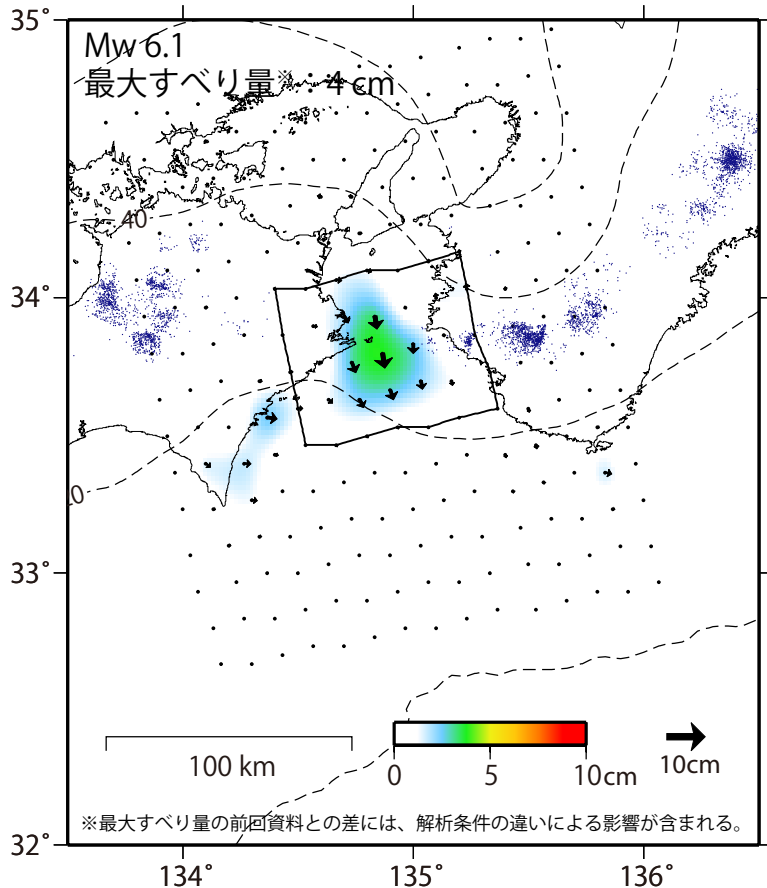 35°
Mw 6.1
最大すべり量※ 4 cm
40
34°
0
33°
100 km
0
5
10cm
10cm
※最大すべり量の前回資料との差には、解析条件の違いによる影響が含まれる。
32°
134°
135°
136°